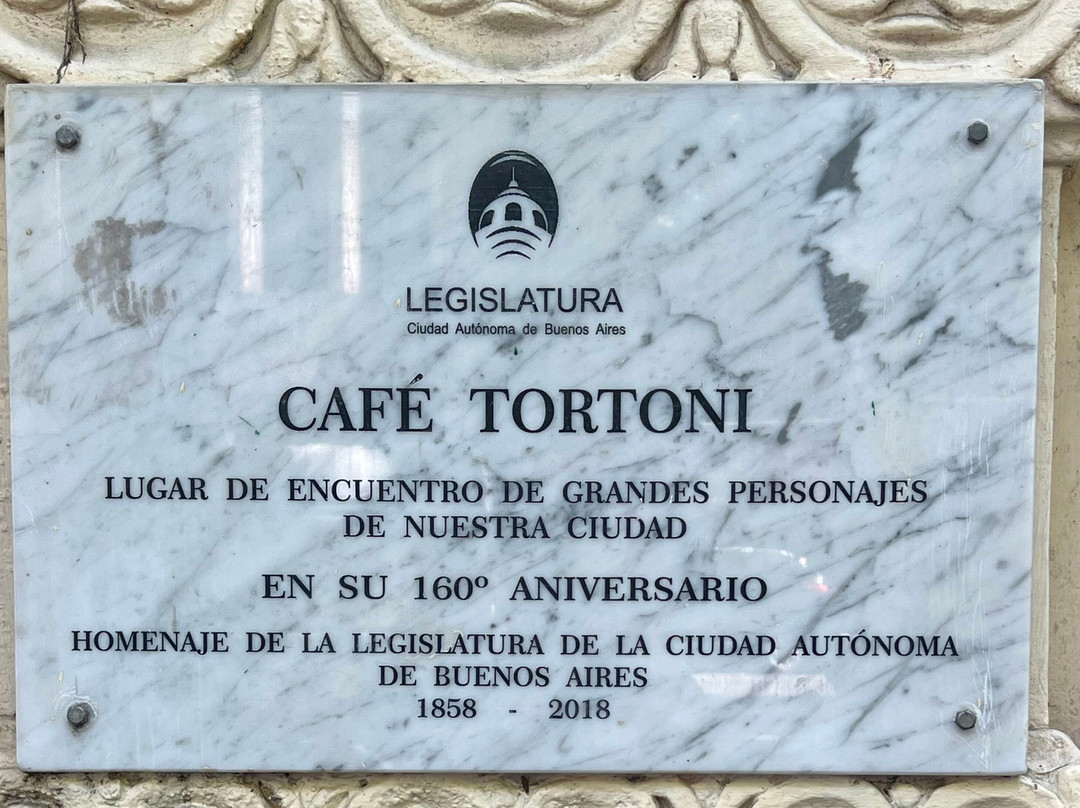 LEGISLATURA
Ciudad Autónoma de Buenos Aires
CAFÉ TORTONI
LUGAR DE ENCUENTRO DE GRANDES PERSONAJES
DE NUESTRA CIUDAD
EN SU 160º ANIVERSARIO
HOMENAJE DE LA LEGISLATURA DE LA CIUDAD AUTÓNOMA
DE BUENOS AIRES
1858 - 2018